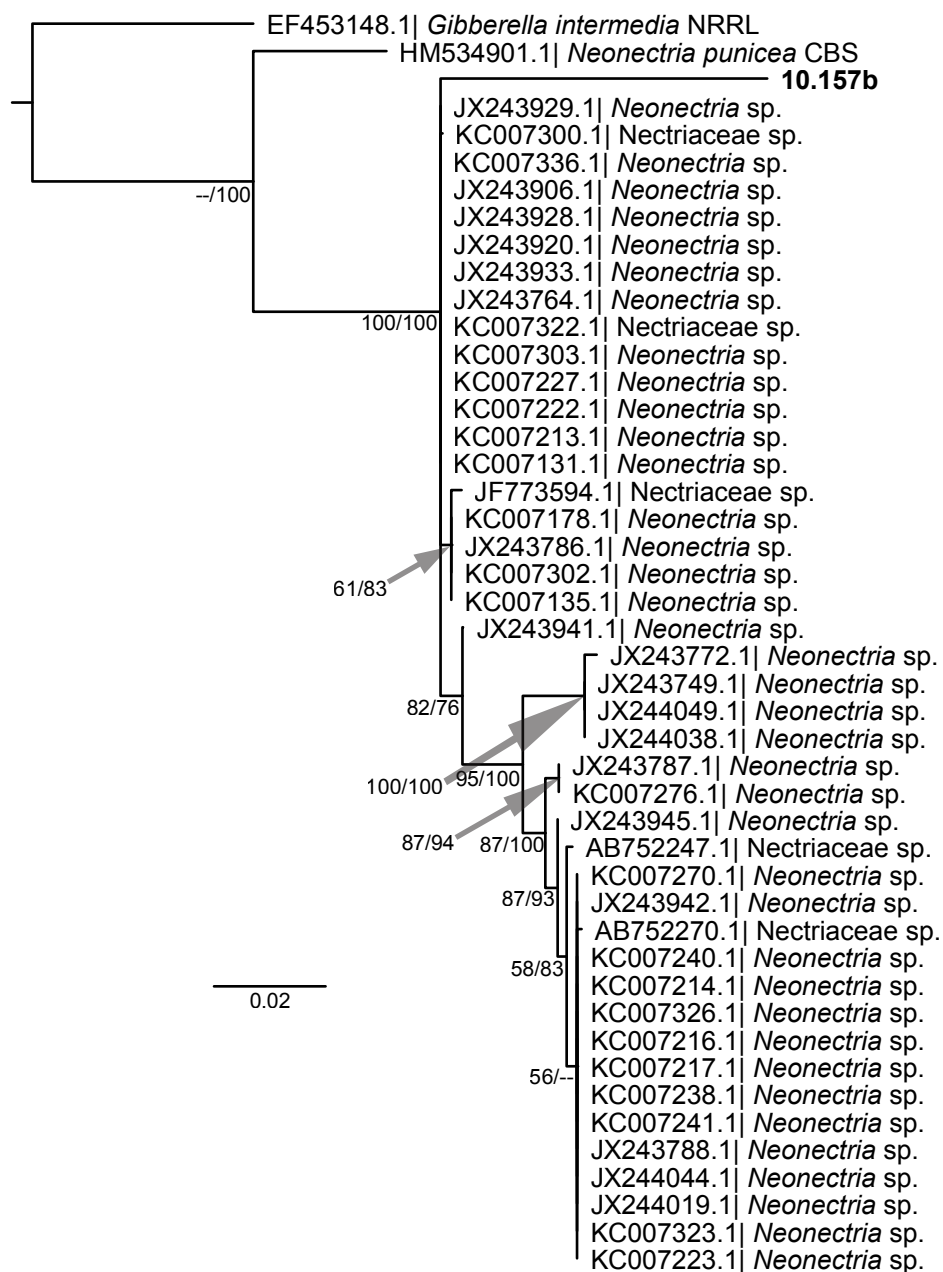 EF453148.1| Gibberella intermedia NRRL
HM534901.1| Neonectria punicea CBS
10.157b
JX243929.1| Neonectria sp.
KC007300.1| Nectriaceae sp.
KC007336.1| Neonectria sp.
JX243906.1| Neonectria sp.
--/100
JX243928.1| Neonectria sp.
JX243920.1| Neonectria sp.
JX243933.1| Neonectria sp.
JX243764.1| Neonectria sp.
100/100
KC007322.1| Nectriaceae sp.
KC007303.1| Neonectria sp.
KC007227.1| Neonectria sp.
KC007222.1| Neonectria sp.
KC007213.1| Neonectria sp.
KC007131.1| Neonectria sp.
JF773594.1| Nectriaceae sp.
KC007178.1| Neonectria sp.
JX243786.1| Neonectria sp.
KC007302.1| Neonectria sp.
61/83
KC007135.1| Neonectria sp.
JX243941.1| Neonectria sp.
JX243772.1| Neonectria sp.
JX243749.1| Neonectria sp.
82/76
JX244049.1| Neonectria sp.
JX244038.1| Neonectria sp.
JX243787.1| Neonectria sp.
100/100
95/100
KC007276.1| Neonectria sp.
JX243945.1| Neonectria sp.
87/94
87/100
AB752247.1| Nectriaceae sp.
KC007270.1| Neonectria sp.
87/93
JX243942.1| Neonectria sp.
AB752270.1| Nectriaceae sp.
KC007240.1| Neonectria sp.
58/83
KC007214.1| Neonectria sp.
0.02
KC007326.1| Neonectria sp.
KC007216.1| Neonectria sp.
KC007217.1| Neonectria sp.
56/--
KC007238.1| Neonectria sp.
KC007241.1| Neonectria sp.
JX243788.1| Neonectria sp.
JX244044.1| Neonectria sp.
JX244019.1| Neonectria sp.
KC007323.1| Neonectria sp.
KC007223.1| Neonectria sp.